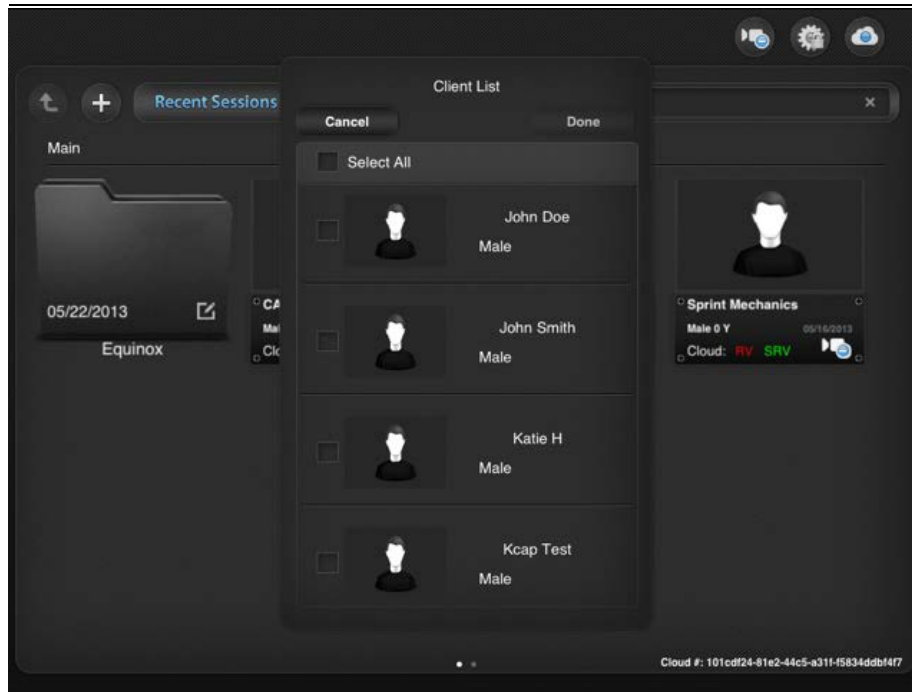 Client List
Recent Sessions
Cancel Done
Main
Select All
John Doe
Male
John Smith
Male
Katie H
Male
Kcap Test
Male
05/22/2013
Equinox
Sprint Mechanics
Male 0 Y 05/16/2013
Cloud: RV SRV
Cloud #: 101cdf24-81e2-44c5-a31f-f5834ddbf4f7